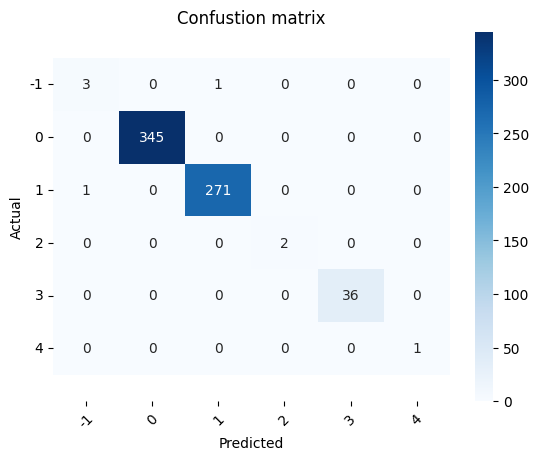 Confustion matrix
-1 3 0 1 0 0 0
0 0 345 0 0 0 0
1 1 0 271 0 0 0
2 0 0 0 2 0 0
3 0 0 0 0 36 0
4 0 0 0 0 0 1
-1 0 1 2 3 4
Predicted
Actual
300
250
200
150
100
50
0